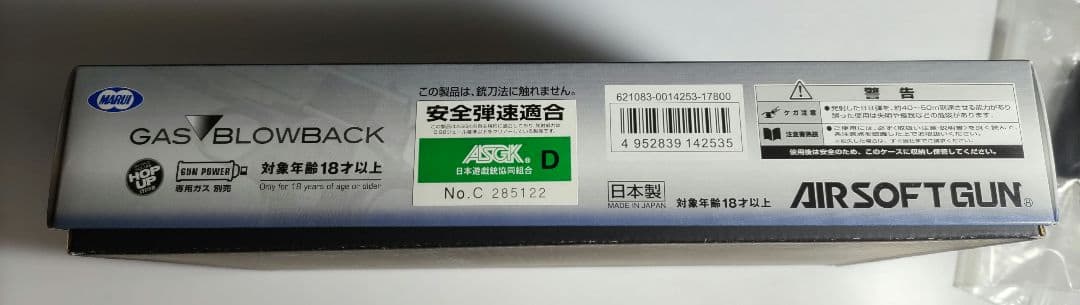 MARUI
GAS BLOWBACK
HOP UP
GUN POWER
専用ガス 別売
対象年齢18才以上
Only for 18 years of age or older
この製品は、銃刀法に触れません。
安全弾速適合
ASGK® D
日本遊戯銃協同組合
No.C 285122
621083-0014253-17800
4 952839 142535
日本製
MADE IN JAPAN
対象年齢18才以上
警告
ケガ注意
注意書熟読
使用後は安全のため、このケースに収納し保管してください。
AIRSOFTGUN®